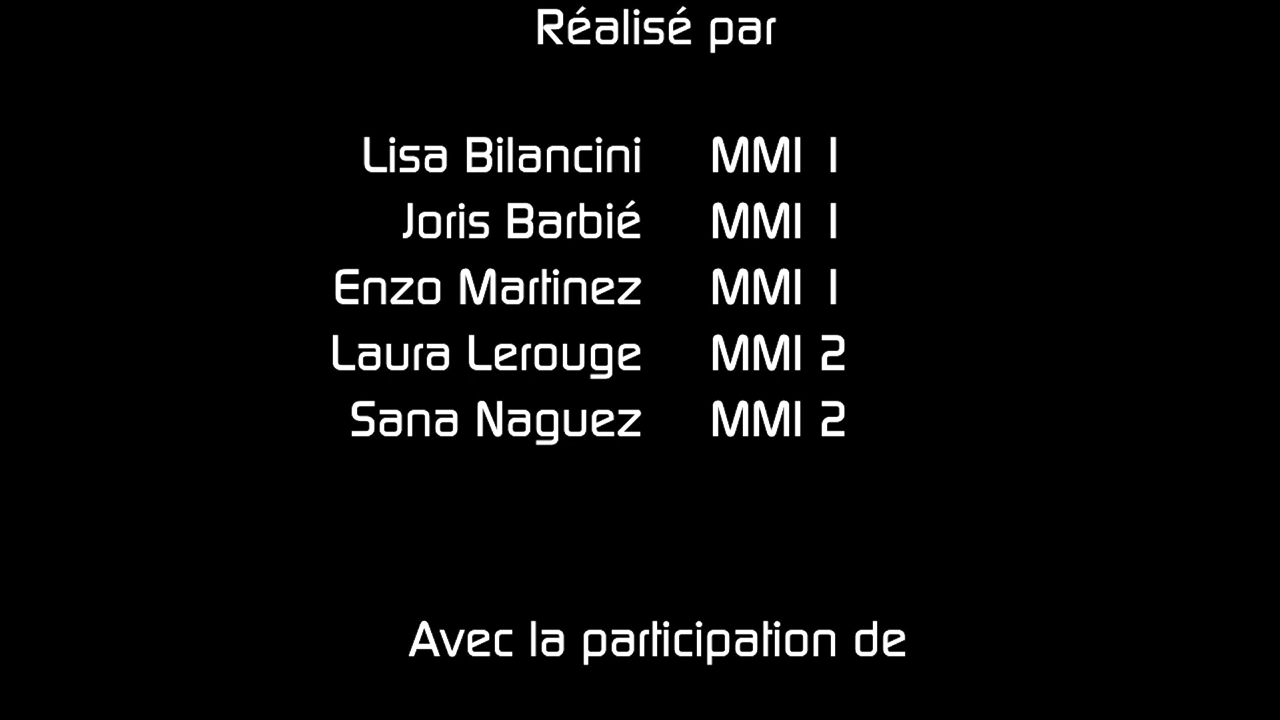 Réalisé par
Lisa Bilancini MMI 1
Joris Barbié MMI 1
Enzo Martinez MMI 1
Laura Lerouge MMI 2
Sana Naguez MMI 2
Avec la participation de